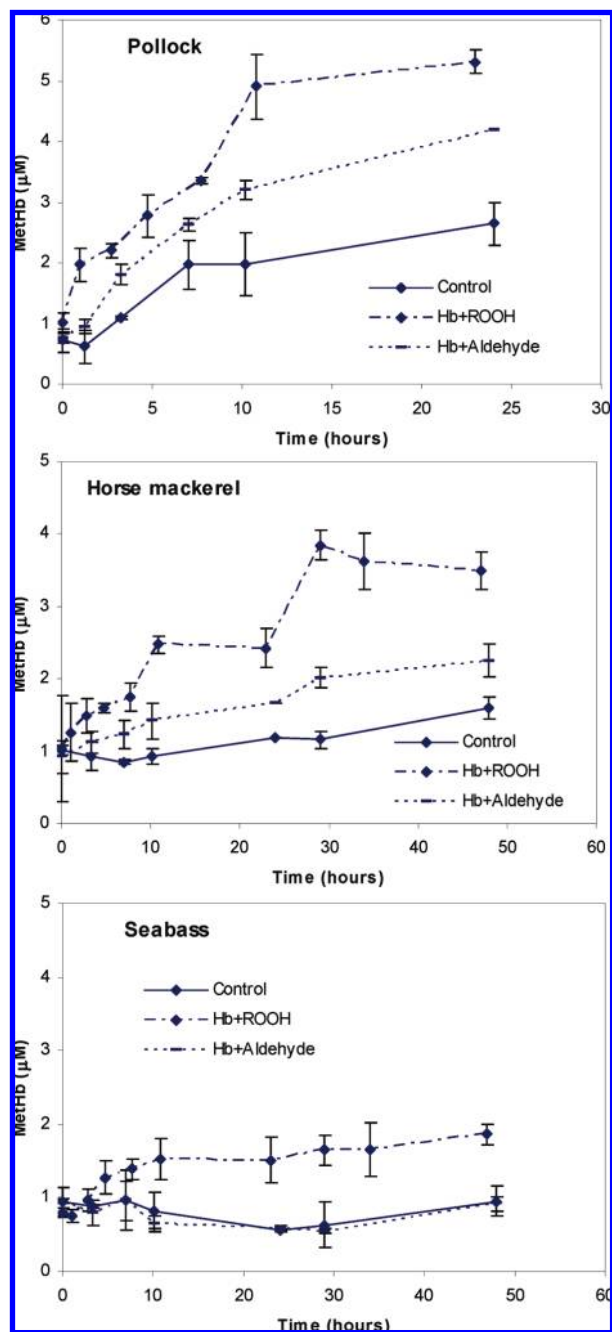 Pollock
6
5
4
3
2
1
0
MetHb (μM)
Control
Hb+ROOH
Hb+Aldehyde
0 5 10 15 20 25 30
Time (hours)
Horse mackerel
5
4
3
2
1
0
MetHb (μM)
Control
Hb+ROOH
Hb+Aldehyde
0 10 20 30 40 50 60
Time (hours)
Seabass
5
4
3
2
1
0
MetHb (μM)
Control
Hb+ROOH
Hb+Aldehyde
0 10 20 30 40 50 60
Time (hours)